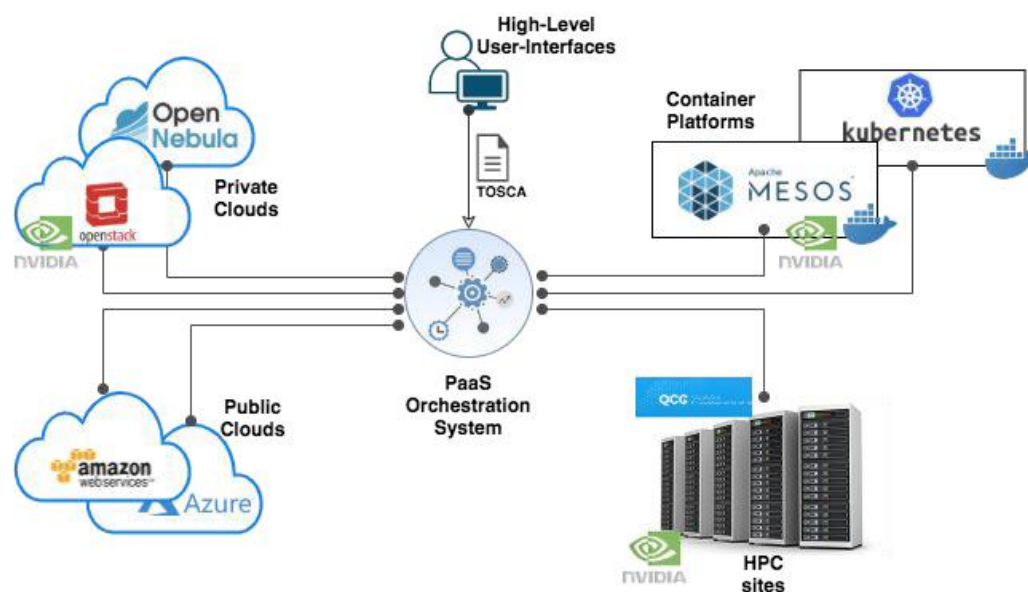 High-Level
User-Interfaces
TOSCA
Open
Nebula
Private
Clouds
openstack
NVIDIA
Container
Platforms
kubernetes
Apache
MESOS
NVIDIA
PaaS
Orchestration
System
Public
Clouds
amazon
webservices™
Azure
QCG
NVIDIA
HPC
sites